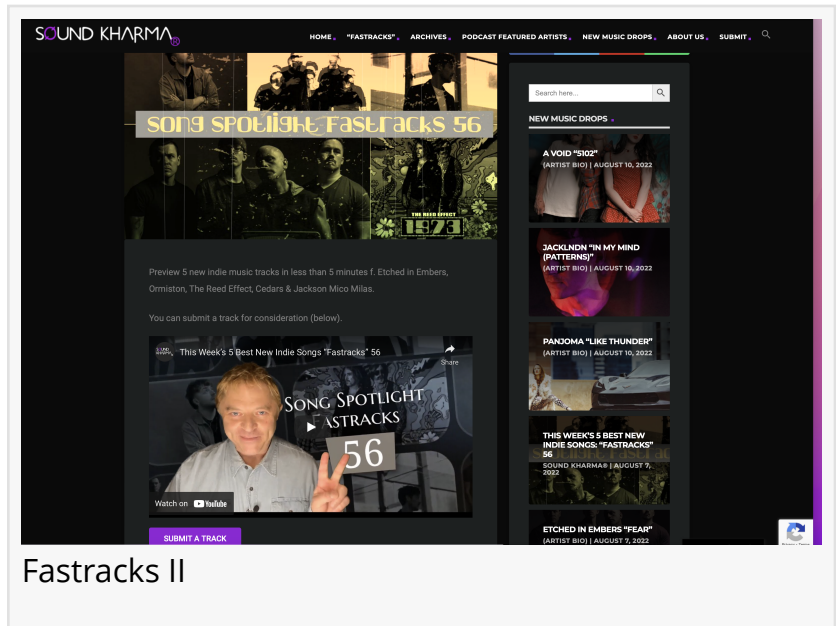 SOUND KHARMA®
HOME "FASTRACKS" ARCHIVES PODCAST FEATURED ARTISTS NEW MUSIC DROPS ABOUT US SUBMIT
SONG SPOTLIGHT FASTRACKS 56
THE REED EFFECT
1973
Preview 5 new indie music tracks in less than 5 minutes f. Etched in Embers,
Ormiston, The Reed Effect, Cedars & Jackson Mico Milas.
You can submit a track for consideration (below).
This Week's 5 Best New Indie Songs "Fastracks" 56
Share
SONG SPOTLIGHT
FASTRACKS
56
Watch on YouTube
SUBMIT A TRACK
Search here...
NEW MUSIC DROPS
A VOID "5102"
(ARTIST BIO) | AUGUST 10, 2022
JACKLNDN "IN MY MIND
(PATTERNS)"
(ARTIST BIO) | AUGUST 10, 2022
PANJOMA "LIKE THUNDER"
(ARTIST BIO) | AUGUST 10, 2022
THIS WEEK'S 5 BEST NEW
INDIE SONGS: "FASTRACKS"
56
SOUND KHARMA® | AUGUST 7,
2022
ETCHED IN EMBERS "FEAR"
(ARTIST BIO) | AUGUST 7, 2022
Fastracks II